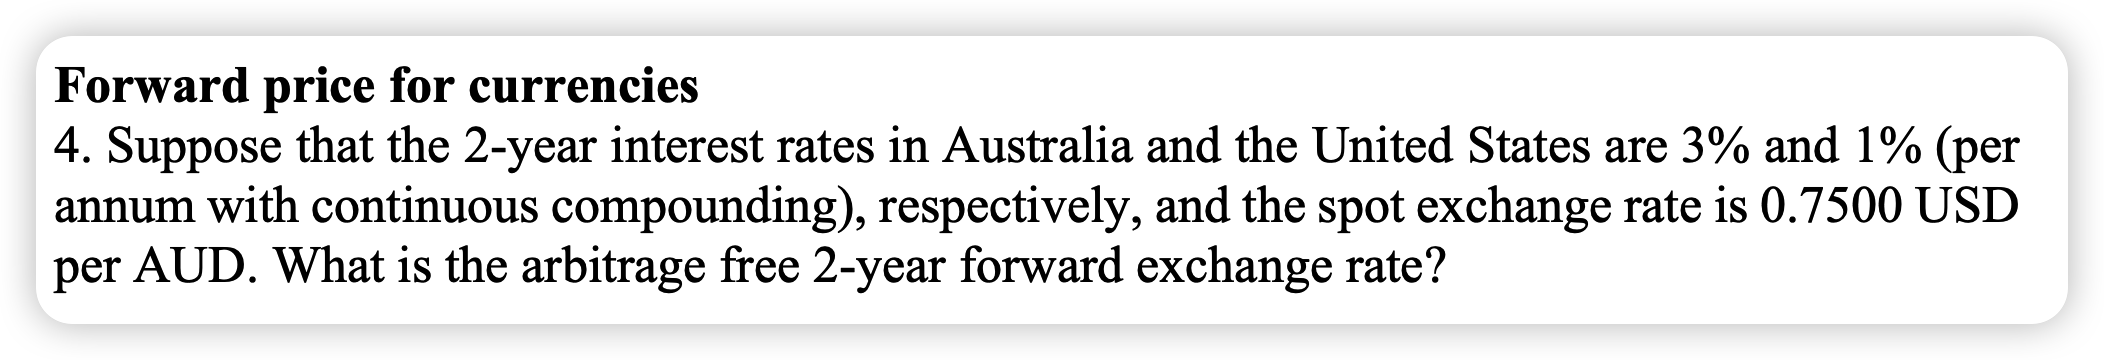 Forward price for currencies
4. Suppose that the 2-year interest rates in Australia and the United States are 3% and 1% (per
annum with continuous compounding), respectively, and the spot exchange rate is 0.7500 USD
per AUD. What is the arbitrage free 2-year forward exchange rate?